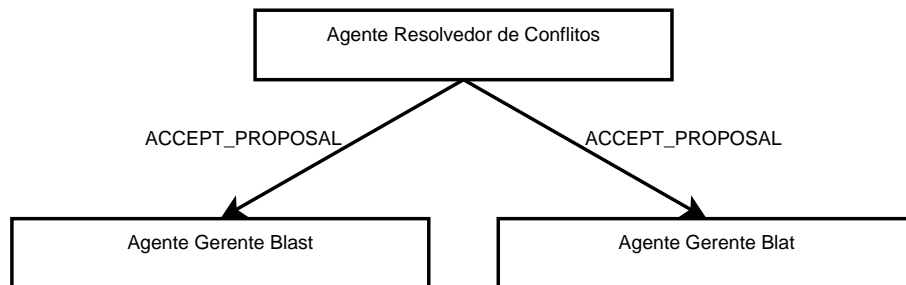 Agente Resolvedor de Conflitos
ACCEPT_PROPOSAL
ACCEPT_PROPOSAL
Agente Gerente Blast
Agente Gerente Blat